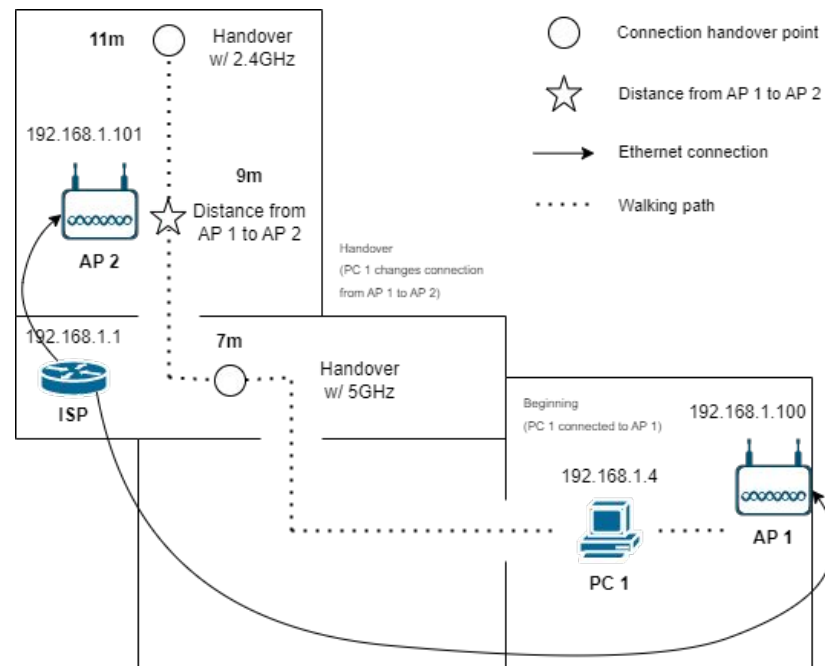 11m
Handover
w/ 2.4GHz
Connection handover point
Distance from AP 1 to AP 2
192.168.1.101
Ethernet connection
9m
Distance from
AP 1 to AP 2
Walking path
AP 2
Handover
(PC 1 changes connection
from AP 1 to AP 2)
192.168.1.1
7m
Handover
w/ 5GHz
ISP
Beginning
(PC 1 connected to AP 1)
192.168.1.100
192.168.1.4
AP 1
PC 1